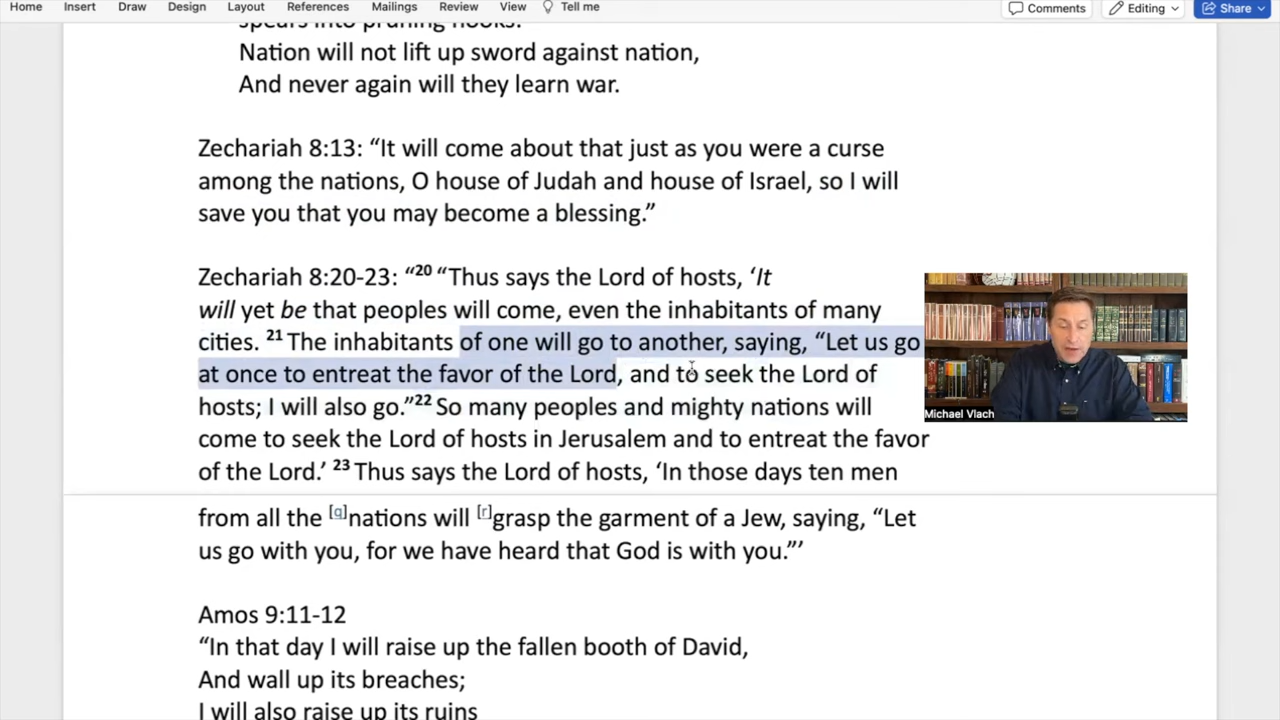 Home Insert Draw Design Layout References Mailings Review View Tell me Comments Editing Share
spears into pruning hooks.
Nation will not lift up sword against nation,
And never again will they learn war.
Zechariah 8:13: “It will come about that just as you were a curse
among the nations, O house of Judah and house of Israel, so I will
save you that you may become a blessing.”
Zechariah 8:20-23: “20 “Thus says the Lord of hosts, ‘It
will yet be that peoples will come, even the inhabitants of many
cities. 21 The inhabitants of one will go to another, saying, “Let us go
at once to entreat the favor of the Lord, and to seek the Lord of
hosts; I will also go.”22 So many peoples and mighty nations will
come to seek the Lord of hosts in Jerusalem and to entreat the favor
of the Lord.’ 23 Thus says the Lord of hosts, ‘In those days ten men
from all the [q]nations will [r]grasp the garment of a Jew, saying, “Let
us go with you, for we have heard that God is with you.”’
Amos 9:11-12
“In that day I will raise up the fallen booth of David,
And wall up its breaches;
I will also raise up its ruins
Michael Vlach